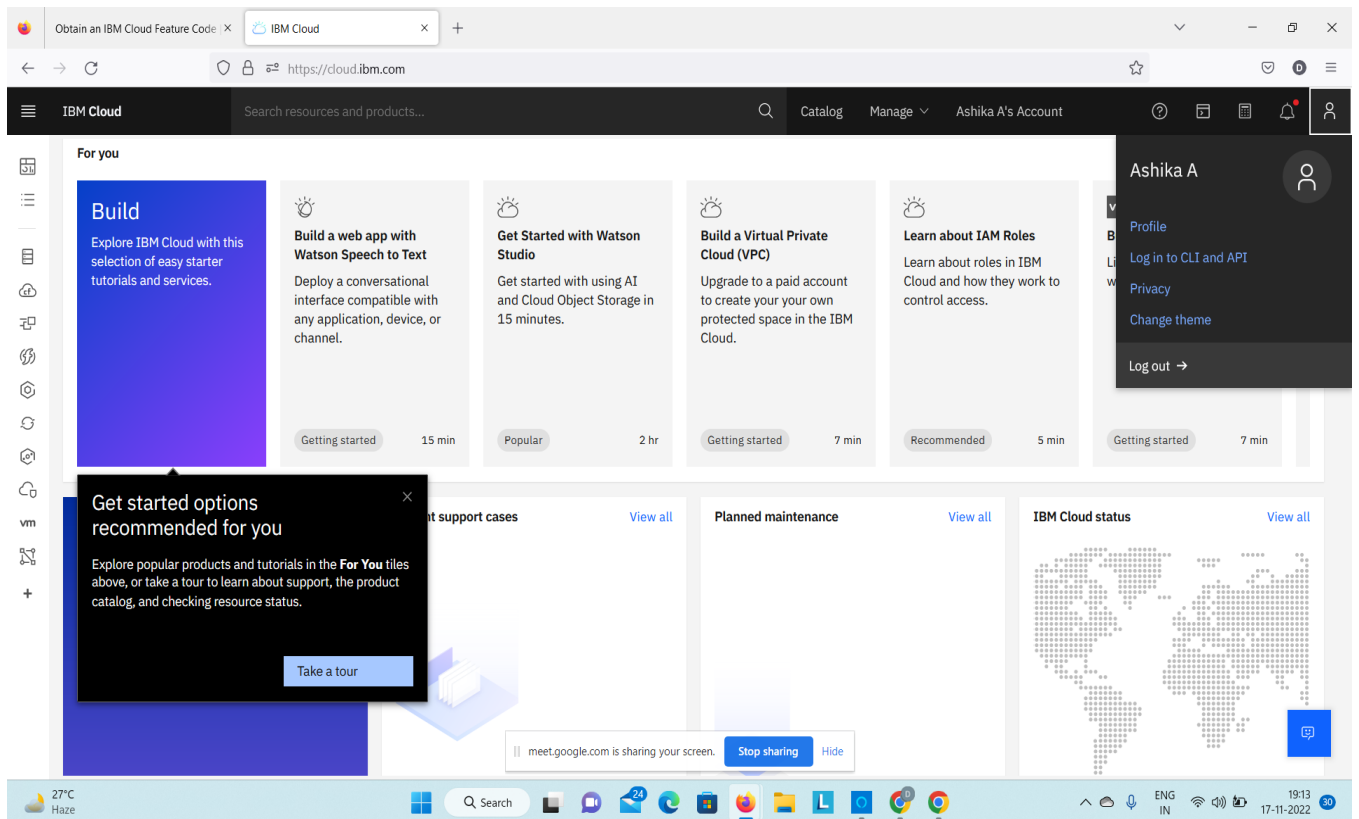 Obtain an IBM Cloud Feature Code |
IBM Cloud
https://cloud.ibm.com
D
IBM Cloud
Search resources and products...
Catalog
Manage
Ashika A's Account
For you
Ashika A
Profile
Log in to CLI and API
Privacy
Change theme
Log out →
Build
Explore IBM Cloud with this
selection of easy starter
tutorials and services.
Build a web app with
Watson Speech to Text
Deploy a conversational
interface compatible with
any application, device, or
channel.
Getting started
15 min
Get Started with Watson
Studio
Get started with using AI
and Cloud Object Storage in
15 minutes.
Popular
2 hr
Build a Virtual Private
Cloud (VPC)
Upgrade to a paid account
to create your your own
protected space in the IBM
Cloud.
Getting started
7 min
Learn about IAM Roles
Learn about roles in IBM
Cloud and how they work to
control access.
Recommended
5 min
Getting started
7 min
cf
vm
Get started options
recommended for you
Explore popular products and tutorials in the For You tiles
above, or take a tour to learn about support, the product
catalog, and checking resource status.
Take a tour
support cases
View all
Planned maintenance
View all
IBM Cloud status
View all
meet.google.com is sharing your screen.
Stop sharing
Hide
27°C
Haze
Search
24
L
D
ENG
IN
19:13
17-11-2022
30